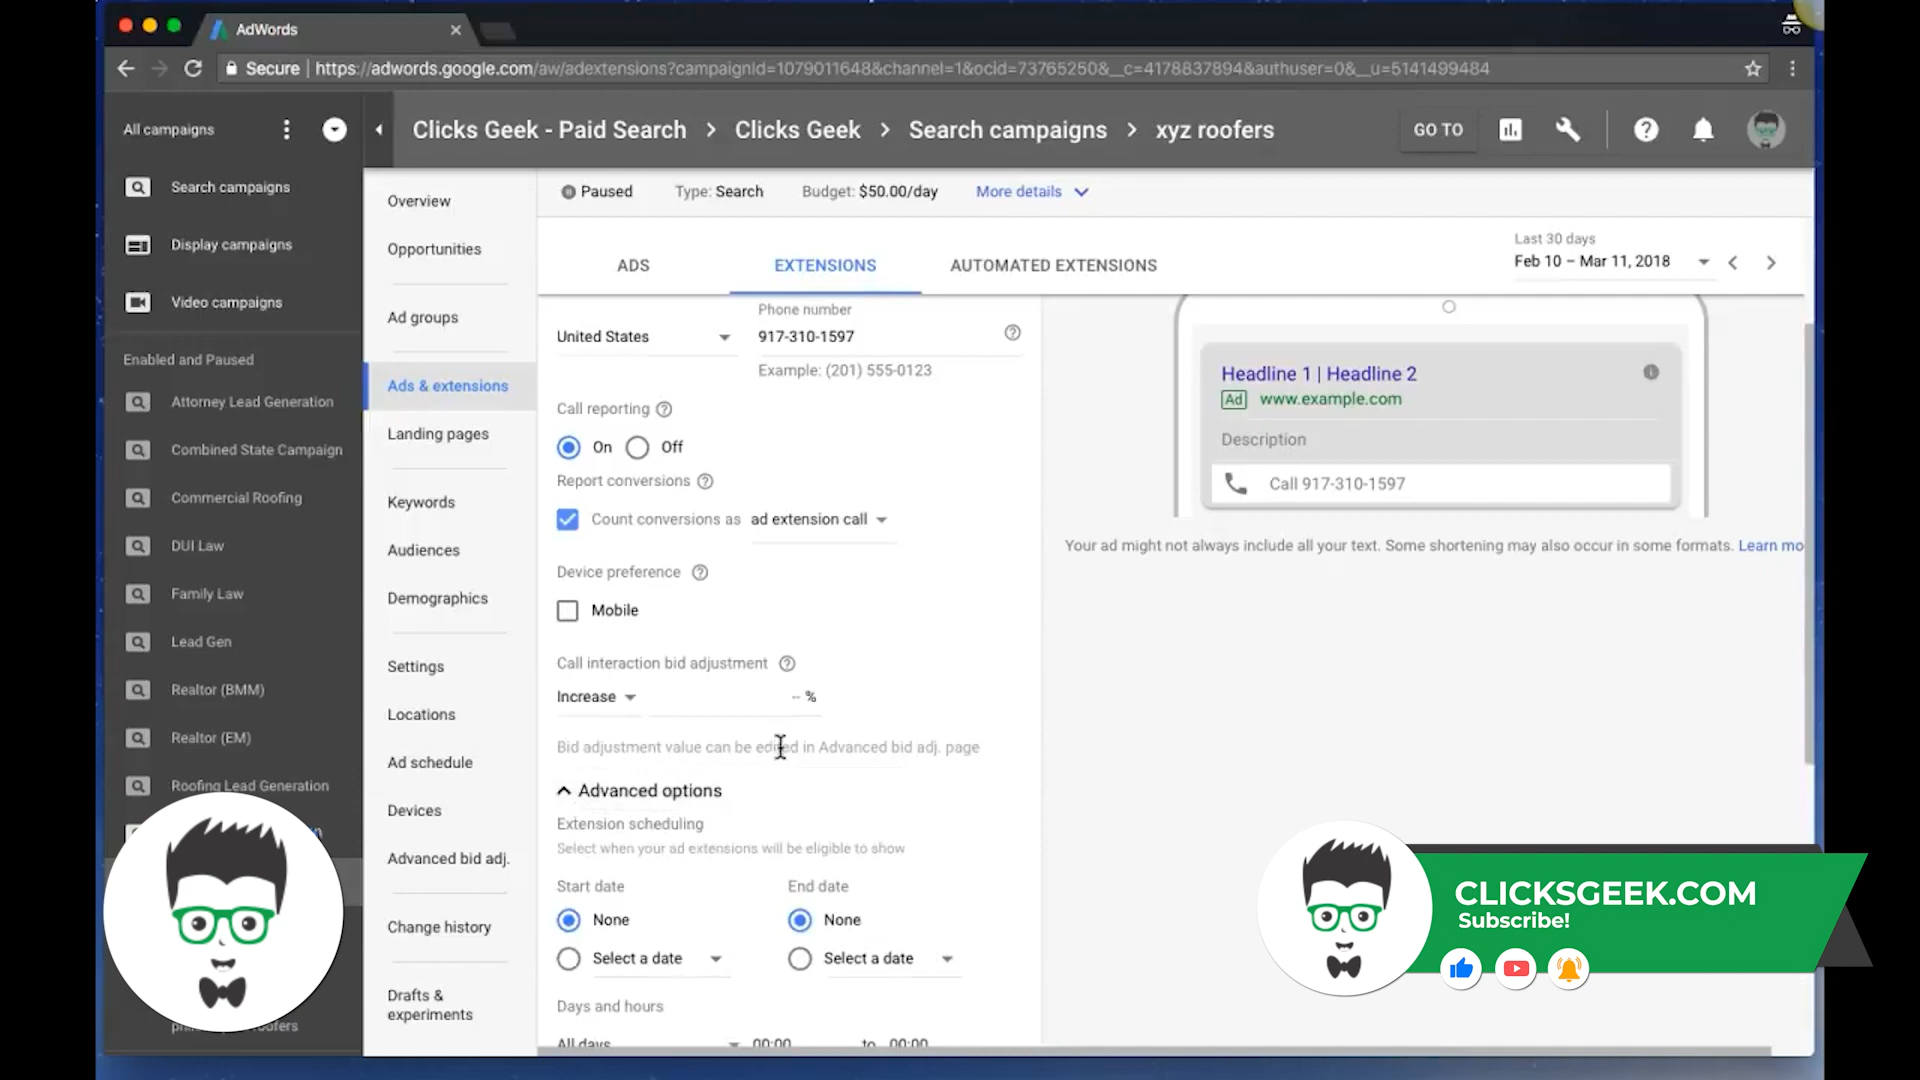 AdWords
Secure | https://adwords.google.com/aw/adextensions?campaignId=1079011648&channel=1&ocid=73765250&__c=4178837894&authuser=0&__u=5141499484
All campaigns
Clicks Geek - Paid Search > Clicks Geek > Search campaigns > xyz roofers
GO TO
Search campaigns
Display campaigns
Video campaigns
Enabled and Paused
Attorney Lead Generation
Combined State Campaign
Commercial Roofing
DUI Law
Family Law
Lead Gen
Realtor (BMM)
Realtor (EM)
Roofing Lead Generation
Overview
Opportunities
Ad groups
Ads & extensions
Landing pages
Keywords
Audiences
Demographics
Settings
Locations
Ad schedule
Devices
Advanced bid adj.
Change history
Drafts &
experiments
Paused Type: Search Budget: $50.00/day More details
ADS EXTENSIONS AUTOMATED EXTENSIONS
Last 30 days
Feb 10 – Mar 11, 2018
Phone number
United States 917-310-1597
Example: (201) 555-0123
Call reporting
On Off
Report conversions
Count conversions as ad extension call
Device preference
Mobile
Call interaction bid adjustment
Increase – %
Bid adjustment value can be edited in Advanced bid adj. page
Advanced options
Extension scheduling
Select when your ad extensions will be eligible to show
Start date End date
None None
Select a date Select a date
Days and hours
All days 00:00 to 00:00
Headline 1 | Headline 2
Ad www.example.com
Description
Call 917-310-1597
Your ad might not always include all your text. Some shortening may also occur in some formats. Learn mo
CLICKSGEEK.COM
Subscribe!